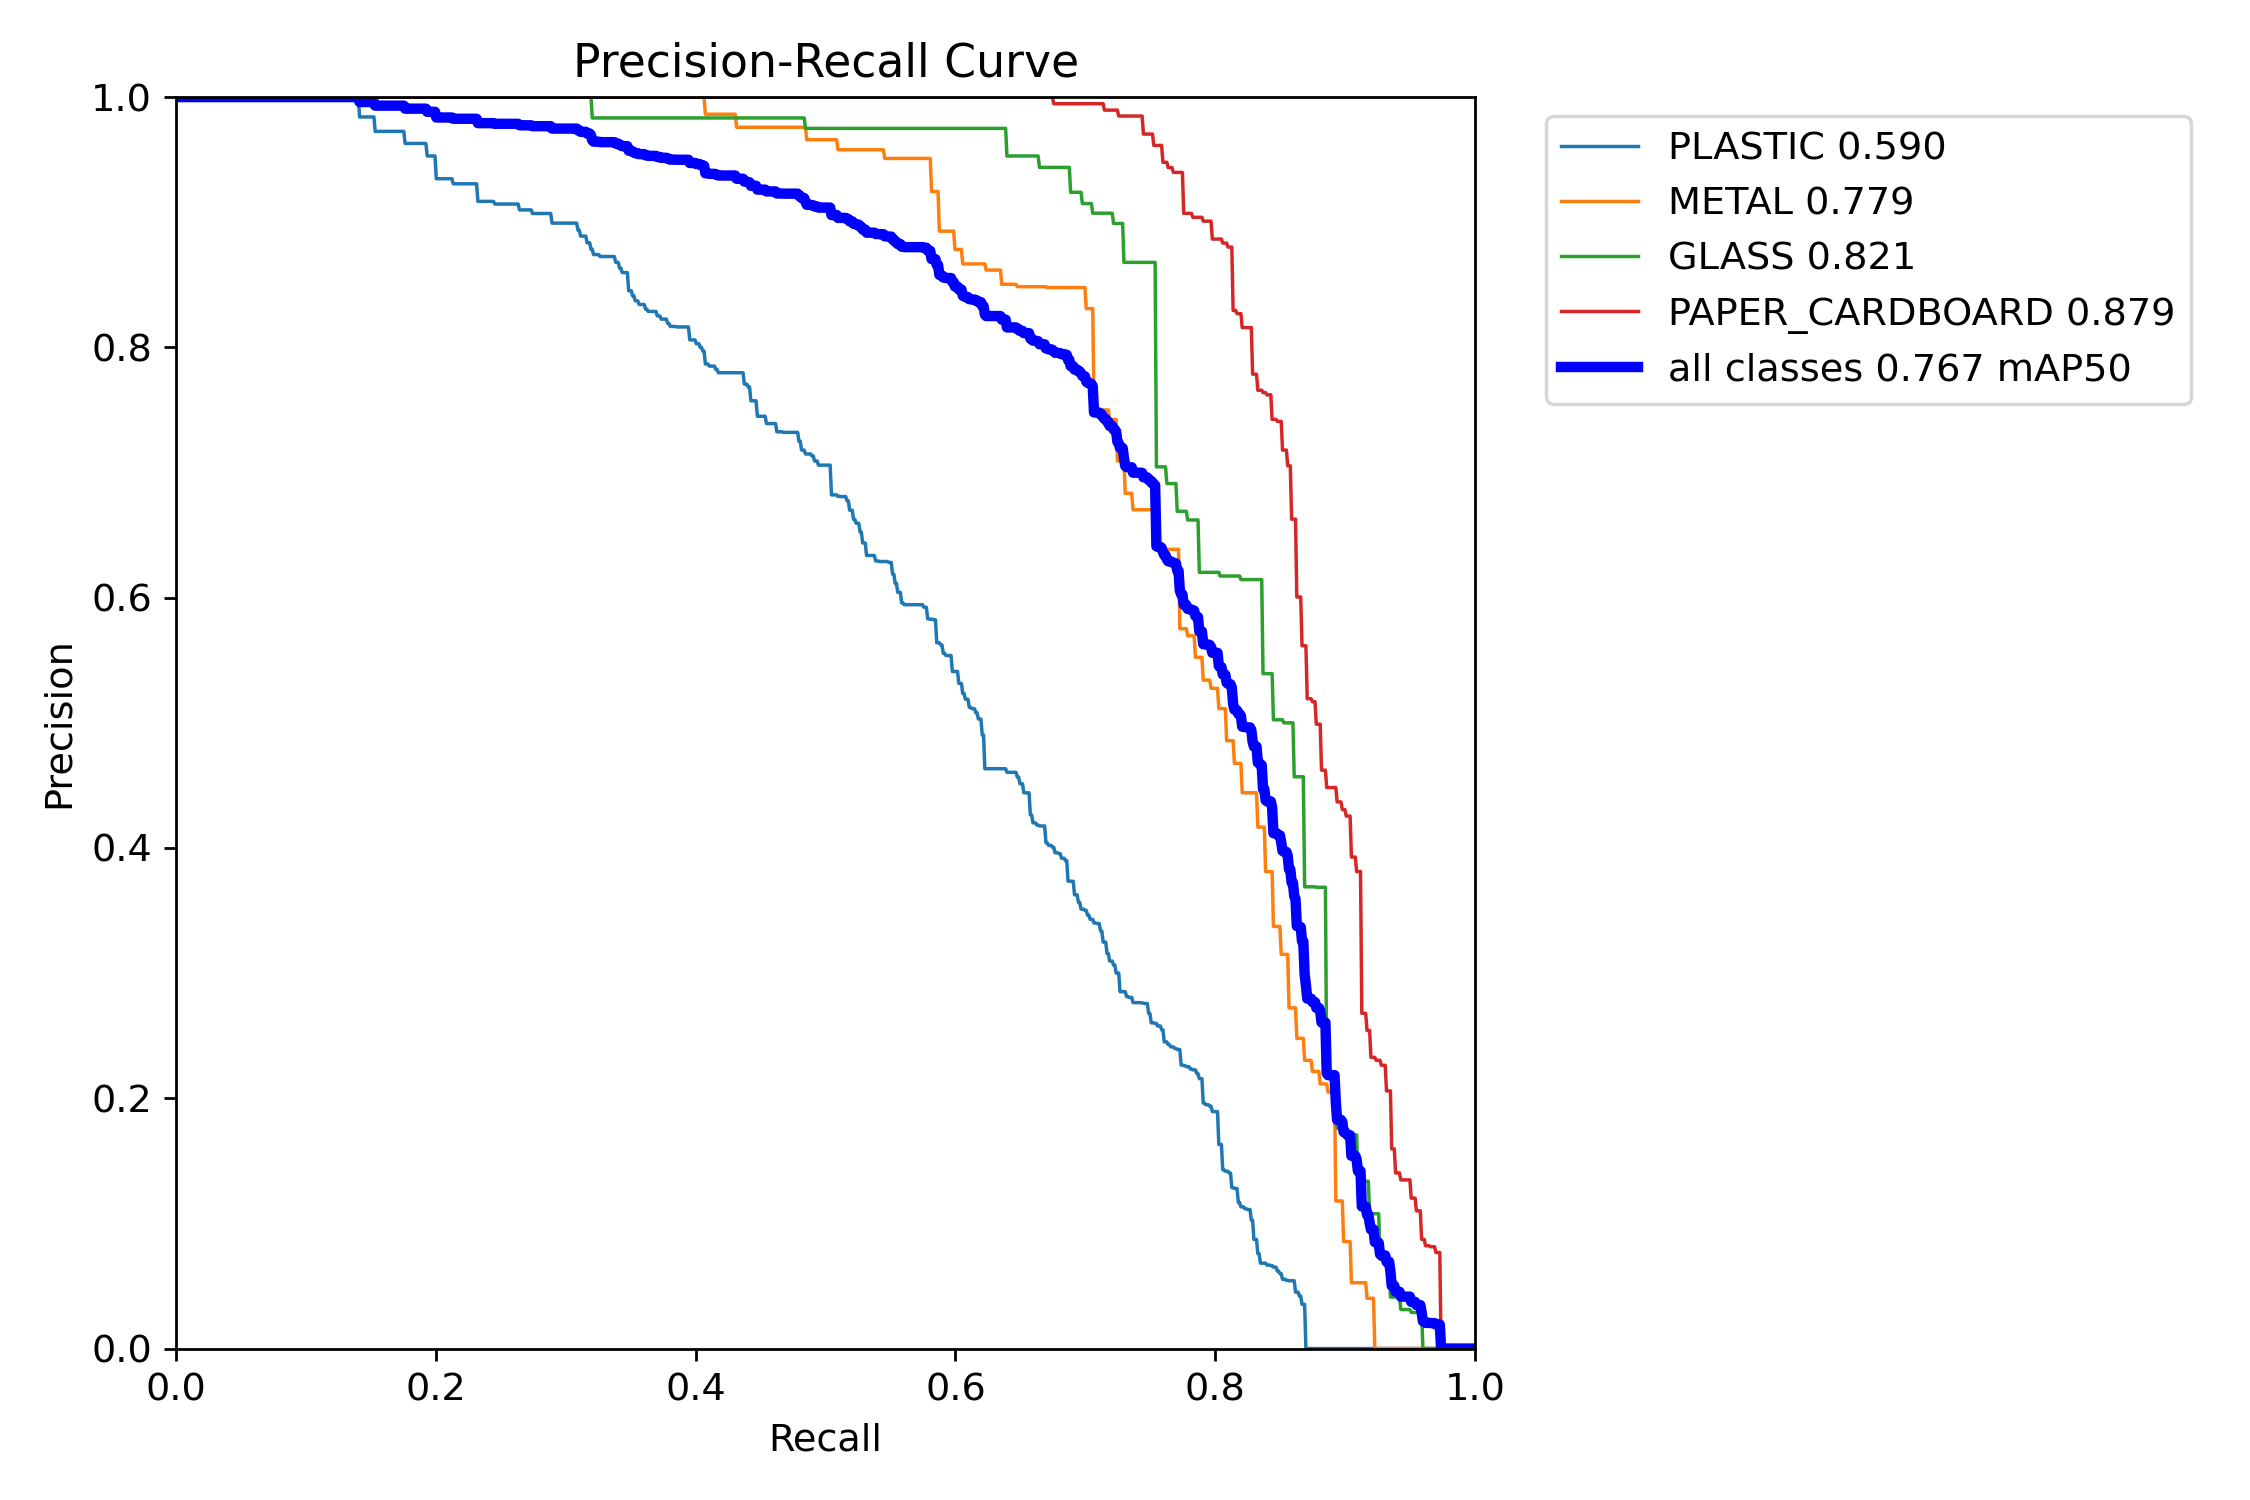 Precision-Recall Curve
1.0
0.8
0.6
0.4
0.2
0.0
Precision
0.0 0.2 0.4 0.6 0.8 1.0
Recall
PLASTIC 0.590
METAL 0.779
GLASS 0.821
PAPER_CARDBOARD 0.879
all classes 0.767 mAP50